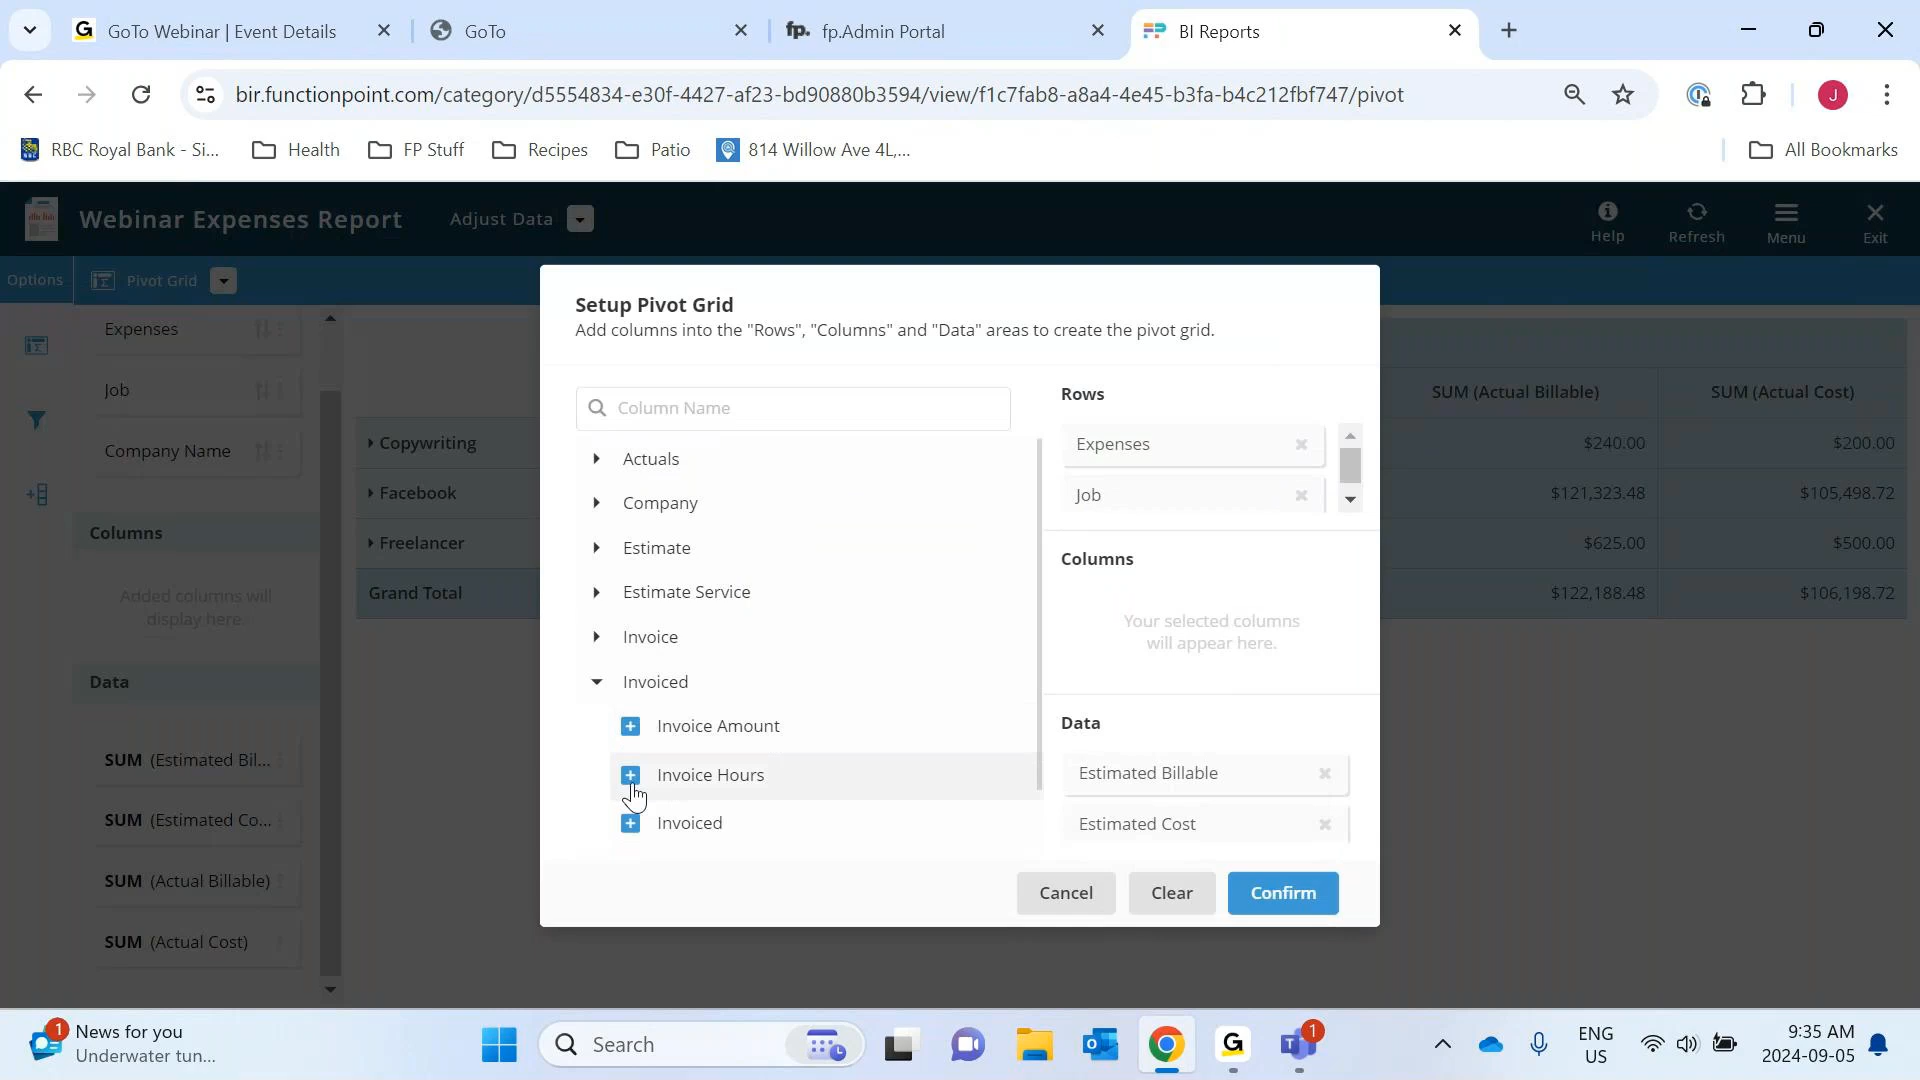 GoTo Webinar | Event Details
GoTo
fp. fp.Admin Portal
BI Reports
bir.functionpoint.com/category/d5554834-e30f-4427-af23-bd90880b3594/view/f1c7fab8-a8a4-4e45-b3fa-b4c212fbf747/pivot
J
RBC Royal Bank - Si...
Health
FP Stuff
Recipes
Patio
814 Willow Ave 4L,...
All Bookmarks
Webinar Expenses Report
Adjust Data
Help
Refresh
Menu
Exit
Options
Pivot Grid
Expenses
Job
Company Name
Columns
Added columns will
display here.
Data
SUM (Estimated Bil...
SUM (Estimated Co...
SUM (Actual Billable)
SUM (Actual Cost)
SUM (Actual Billable) SUM (Actual Cost)
Copywriting $240.00 $200.00
Facebook $121,323.48 $105,498.72
Freelancer $625.00 $500.00
Grand Total $122,188.48 $106,198.72
Setup Pivot Grid
Add columns into the "Rows", "Columns" and "Data" areas to create the pivot grid.
Column Name
Actuals
Company
Estimate
Estimate Service
Invoice
Invoiced
Invoice Amount
Invoice Hours
Invoiced
Rows
Expenses
Job
Columns
Your selected columns
will appear here.
Data
Estimated Billable
Estimated Cost
Cancel
Clear
Confirm
1
News for you
Underwater tun...
Search
1
ENG
US
9:35 AM
2024-09-05